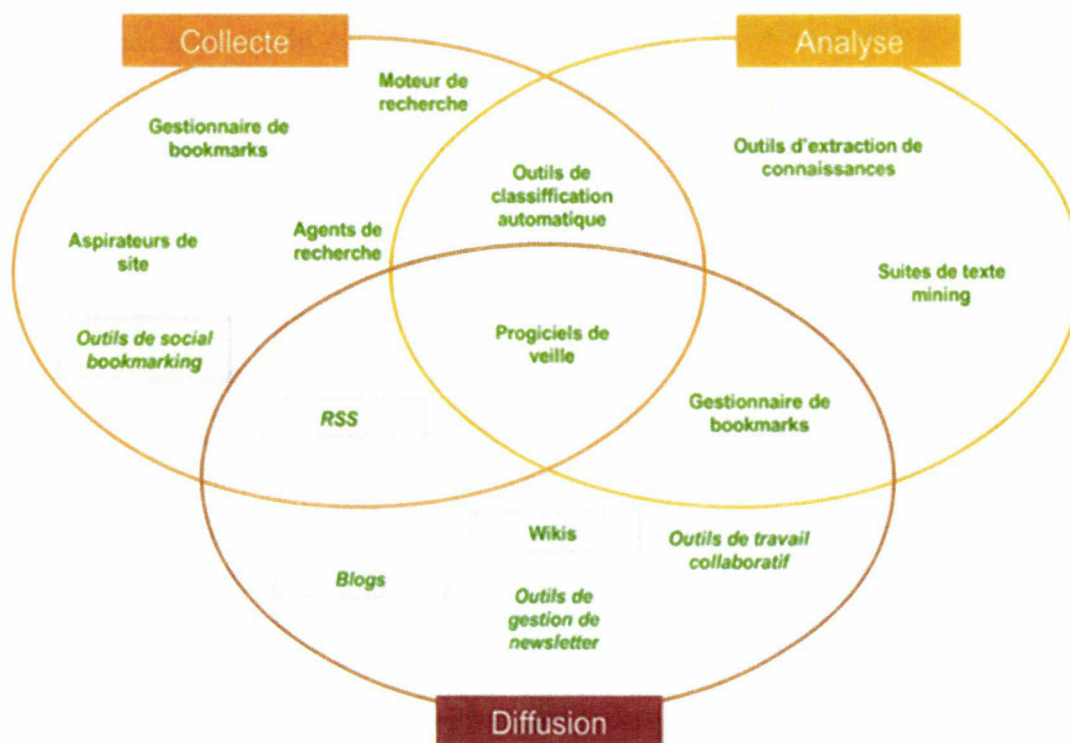 Collecte
Analyse
Moteur de
recherche
Gestionnaire de
bookmarks
Outils d'extraction de
connaissances
Outils de
classiffication
automatique
Agents de
recherche
Aspirateurs de
site
Suites de texte
mining
Outils de social
bookmarking
Progiciels de
veille
RSS
Gestionnaire de
bookmarks
Wikis
Outils de travail
collaboratif
Blogs
Outils de
gestion de
newsletter
Diffusion